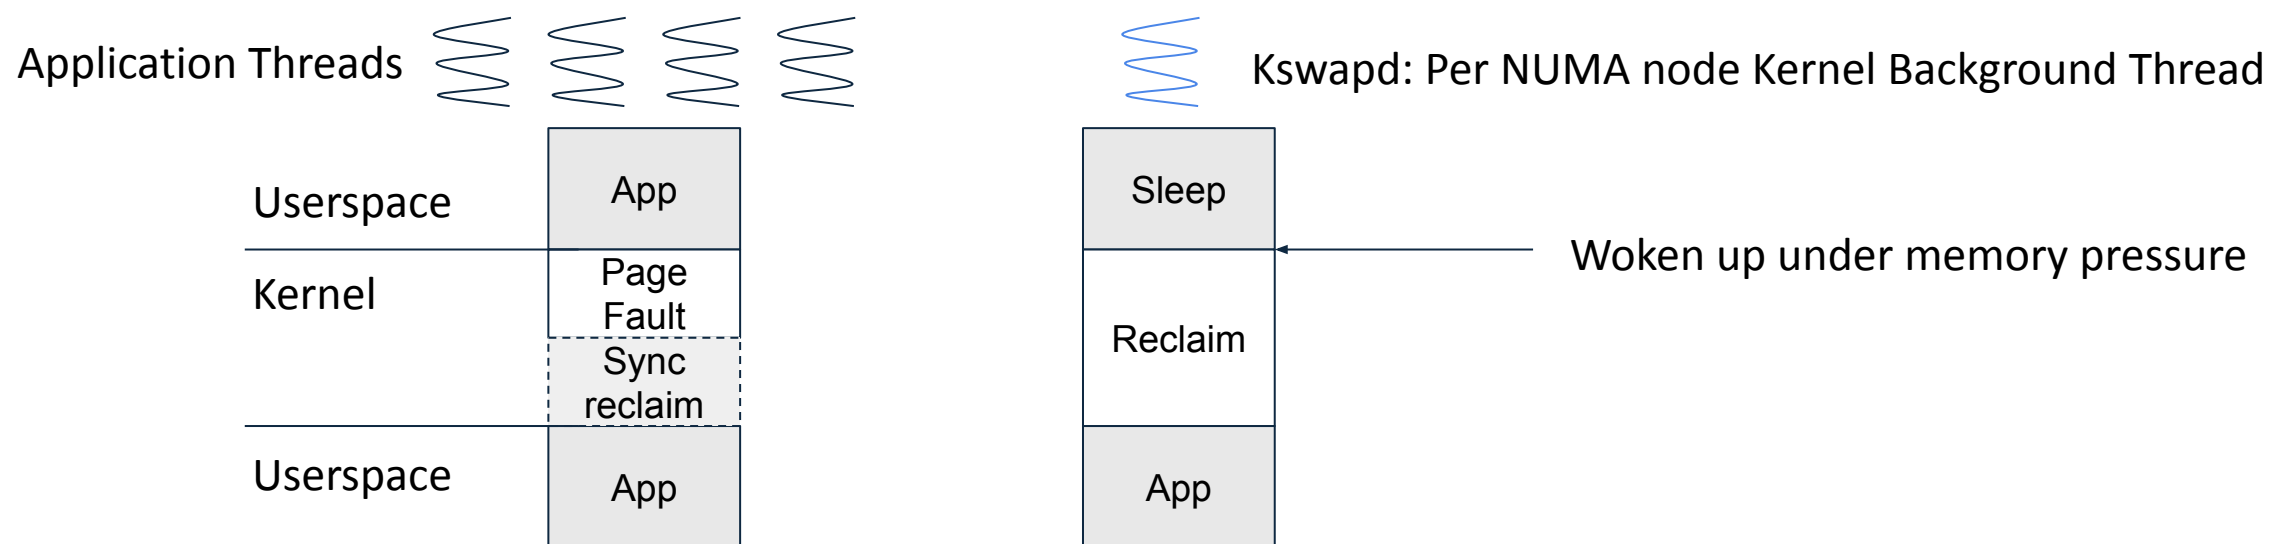 Application Threads
Kswapd: Per NUMA node Kernel Background Thread
Userspace
App
Sleep
Woken up under memory pressure
Kernel
Page
Fault
Sync
reclaim
Reclaim
Userspace
App
App